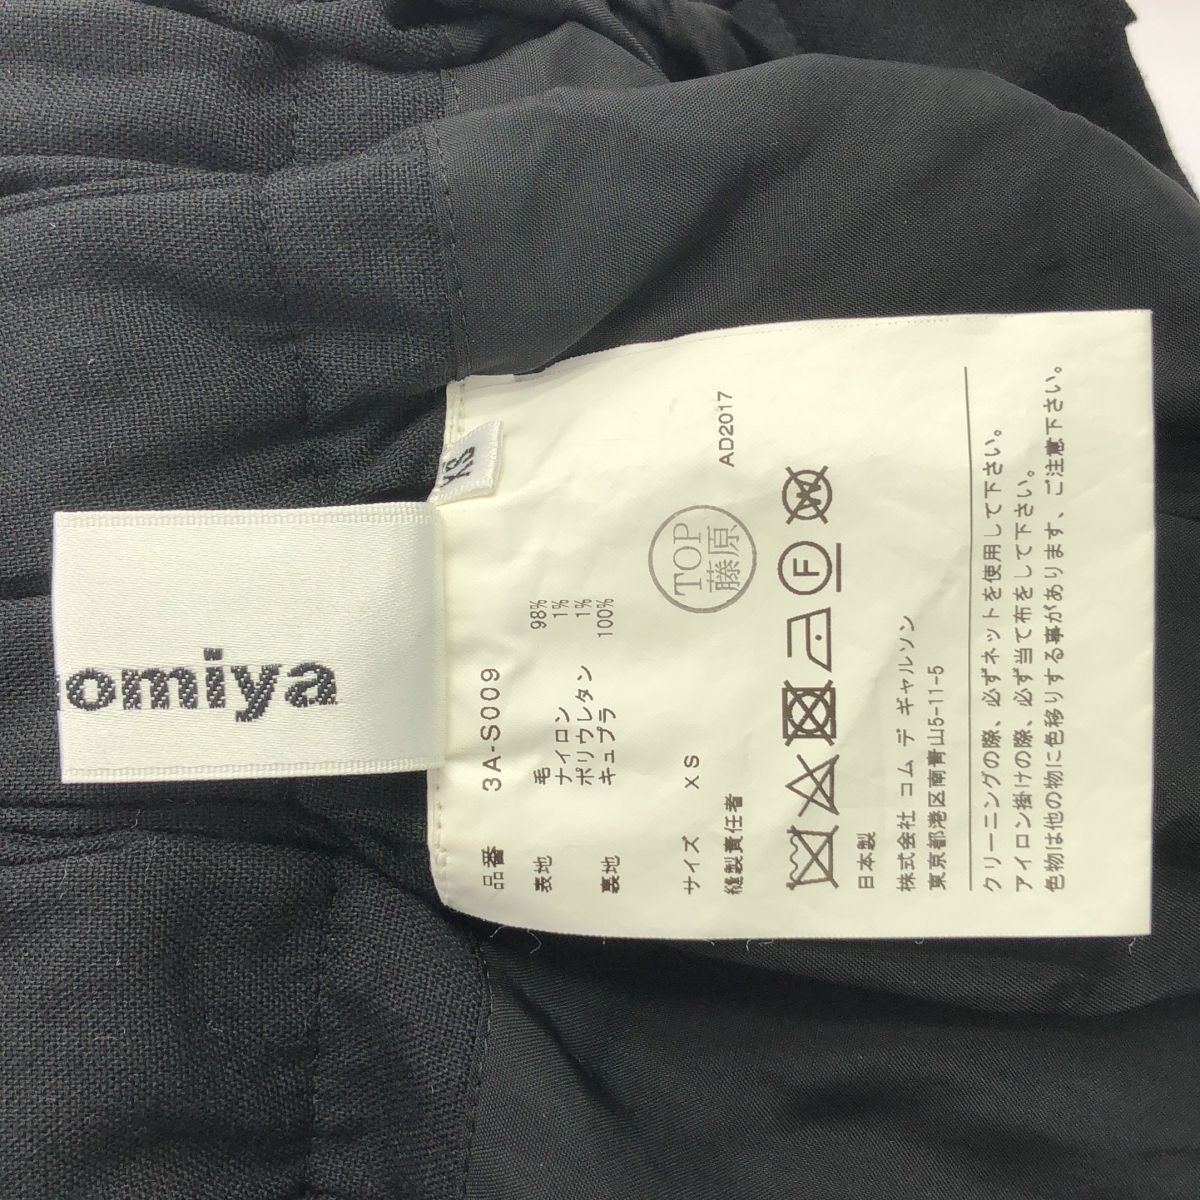 omiya
XS
品番 3A-S009
表地 毛 98%
ナイロン 1%
ポリウレタン 1%
裏地 キュプラ 100%
サイズ XS
縫製責任者 TOP 藤原 AD2017
F
W
日本製
株式会社 コム デ ギャルソン
東京都港区南青山5-11-5
クリーニングの際、必ずネットを使用して下さい。
アイロン掛けの際、必ず当て布をして下さい。
色物は他の物に色移りする事があります、ご注意下さい。